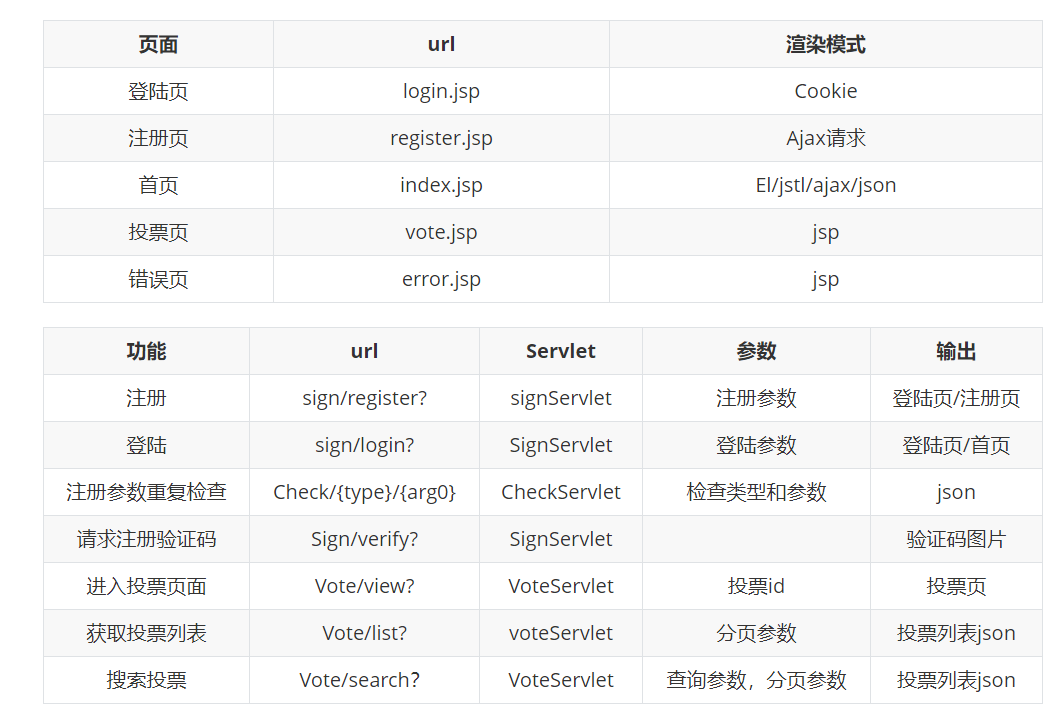 页面 url 渲染模式
登陆页 login.jsp Cookie
注册页 register.jsp Ajax请求
首页 index.jsp El/jstl/ajax/json
投票页 vote.jsp jsp
错误页 error.jsp jsp
功能 url Servlet 参数 输出
注册 sign/register? signServlet 注册参数 登陆页/注册页
登陆 sign/login? SignServlet 登陆参数 登陆页/首页
注册参数重复检查 Check/{type}/{arg0} CheckServlet 检查类型和参数 json
请求注册验证码 Sign/verify? SignServlet 验证码图片
进入投票页面 Vote/view? VoteServlet 投票id 投票页
获取投票列表 Vote/list? voteServlet 分页参数 投票列表json
搜索投票 Vote/search? VoteServlet 查询参数，分页参数 投票列表json